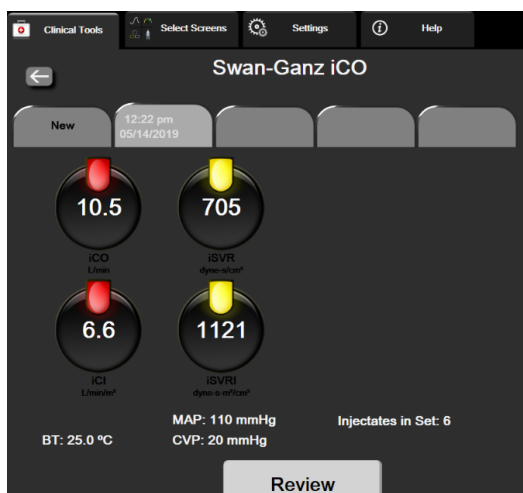 Clinical Tools
Select Screens
Settings
Help
Swan-Ganz iCO
New
12:22 pm
05/14/2019
10.5
705
iCO
L/min
iSVR
dyne-s/cm⁵
6.6
1121
iCI
L/min/m²
iSVRI
dyne-s-m²/cm⁵
MAP: 110 mmHg
Injectates in Set: 6
BT: 25.0 ºC
CVP: 20 mmHg
Review